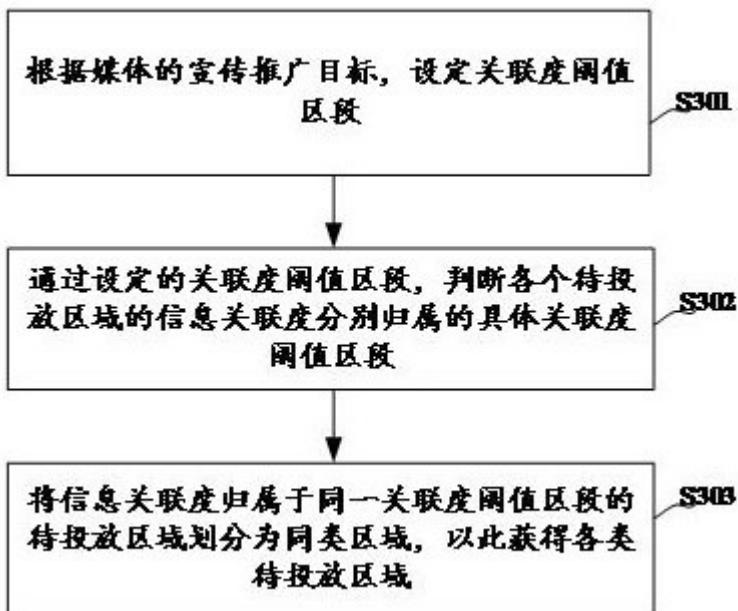 根据媒体的宣传推广目标，设定关联度阈值
区段
S301
通过设定的关联度阈值区段，判断各个待投
放区域的信息关联度分别归属的具体关联度
阈值区段
S302
将信息关联度归属于同一关联度阈值区段的
待投放区域划分为同类区域，以此获得各类
待投放区域
S303